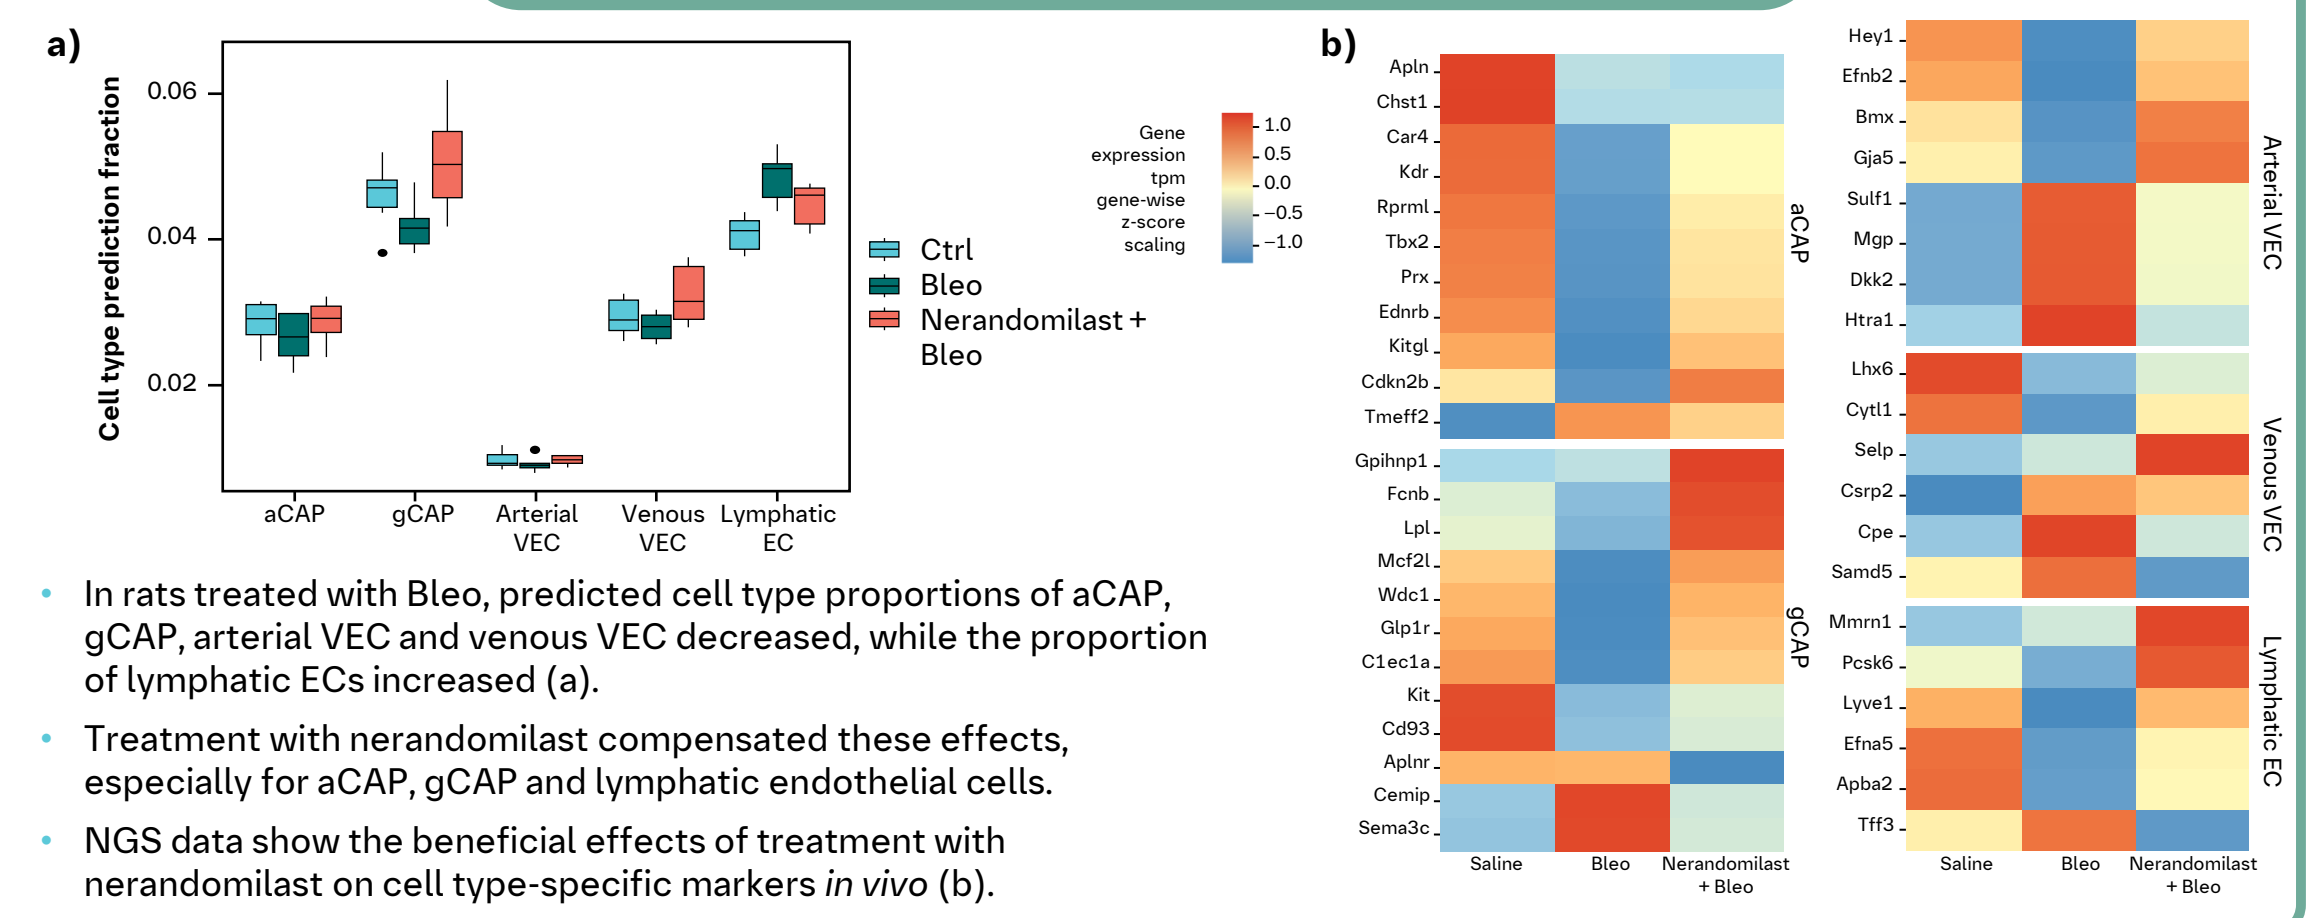 a)
Cell type prediction fraction
0.06
0.04
0.02
aCAP
gCAP
Arterial
VEC
Venous
VEC
Lymphatic
EC
Ctrl
Bleo
Nerandomilast +
Bleo
• In rats treated with Bleo, predicted cell type proportions of aCAP,
gCAP, arterial VEC and venous VEC decreased, while the proportion
of lymphatic ECs increased (a).
• Treatment with nerandomilast compensated these effects,
especially for aCAP, gCAP and lymphatic endothelial cells.
• NGS data show the beneficial effects of treatment with
nerandomilast on cell type-specific markers in vivo (b).
b)
Gene
expression
tpm
gene-wise
z-score
scaling
1.0
0.5
0.0
−0.5
−1.0
Apln
Chst1
Car4
Kdr
Rprml
Tbx2
Prx
Ednrb
Kitgl
Cdkn2b
Tmeff2
aCAP
Gpihnp1
Fcnb
Lpl
Mcf2l
Wdc1
Glp1r
C1ec1a
Kit
Cd93
Aplnr
Cemip
Sema3c
gCAP
Saline
Bleo
Nerandomilast
+ Bleo
Hey1
Efnb2
Bmx
Gja5
Sulf1
Mgp
Dkk2
Htra1
Arterial VEC
Lhx6
Cytl1
Selp
Csrp2
Cpe
Samd5
Venous VEC
Mmrn1
Pcsk6
Lyve1
Efna5
Apba2
Tff3
Lymphatic EC
Saline
Bleo
Nerandomilast
+ Bleo